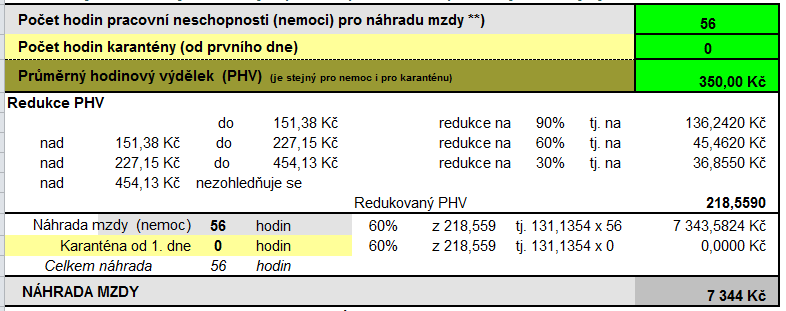 Počet hodin pracovní neschopnosti (nemoci) pro náhradu mzdy **) 56
Počet hodin karantény (od prvního dne) 0
Průměrný hodinový výdělek (PHV) (je stejný pro nemoc i pro karanténu) 350,00 Kč
Redukce PHV
do 151,38 Kč redukce na 90% tj. na 136,2420 Kč
nad 151,38 Kč do 227,15 Kč redukce na 60% tj. na 45,4620 Kč
nad 227,15 Kč do 454,13 Kč redukce na 30% tj. na 36,8550 Kč
nad 454,13 Kč nezohledňuje se
Redukovaný PHV 218,5590
Náhrada mzdy (nemoc) 56 hodin 60% z 218,559 tj. 131,1354 x 56 7 343,5824 Kč
Karanténa od 1. dne 0 hodin 60% z 218,559 tj. 131,1354 x 0 0,0000 Kč
Celkem náhrada 56 hodin
NÁHRADA MZDY 7 344 Kč